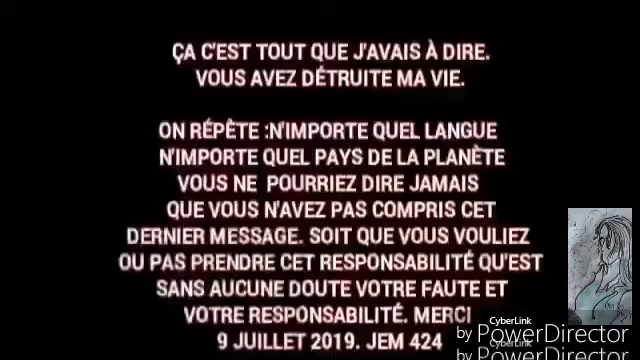 ÇA C'EST TOUT QUE J'AVAIS À DIRE.
VOUS AVEZ DÉTRUITE MA VIE.
ON RÉPÈTE :N'IMPORTE QUEL LANGUE
N'IMPORTE QUEL PAYS DE LA PLANÈTE
VOUS NE POURRIEZ DIRE JAMAIS
QUE VOUS N'AVEZ PAS COMPRIS CET
DERNIER MESSAGE. SOIT QUE VOUS VOULIEZ
OU PAS PRENDRE CET RESPONSABILITÉ QU'EST
SANS AUCUNE DOUTE VOTRE FAUTE ET
VOTRE RESPONSABILITÉ. MERCI
9 JUILLET 2019. JEM 424
CyberLink
by PowerDirector
CyberLink
by PowerDirector